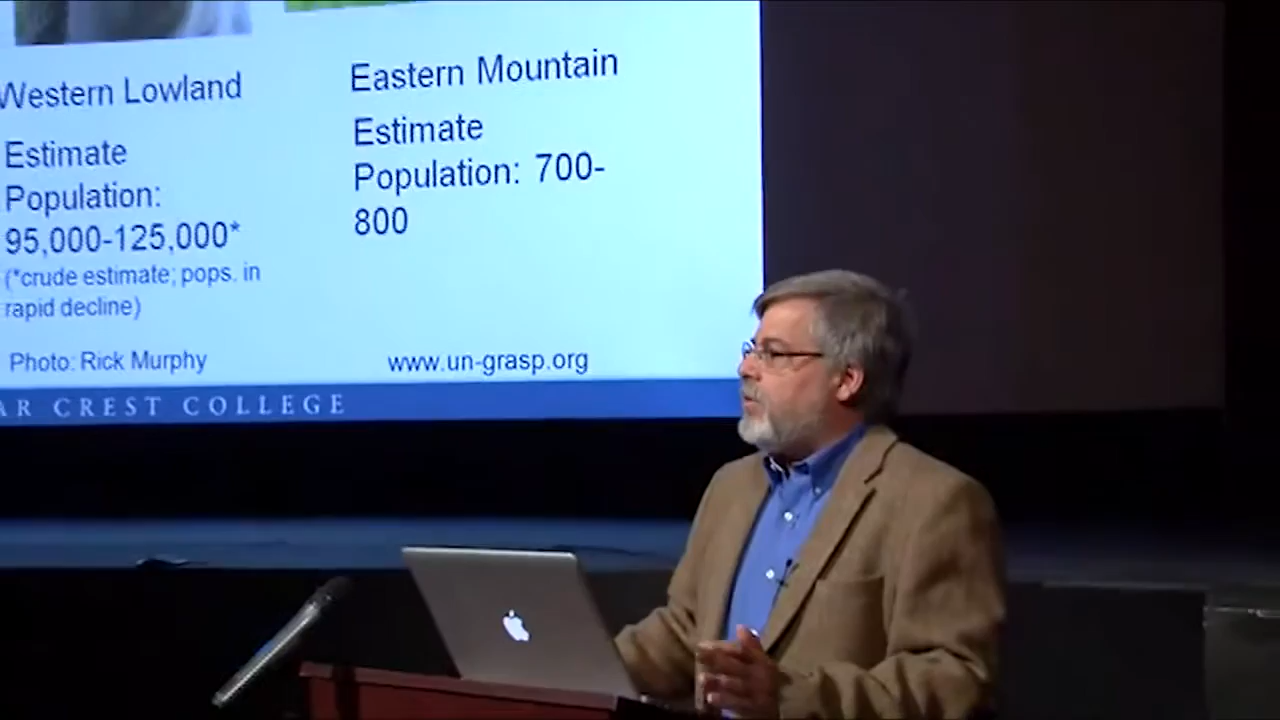 Western Lowland
Estimate
Population:
95,000-125,000*
(*crude estimate; pops. in
rapid decline)
Photo: Rick Murphy
Eastern Mountain
Estimate
Population: 700-
800
www.un-grasp.org
AR CREST COLLEGE